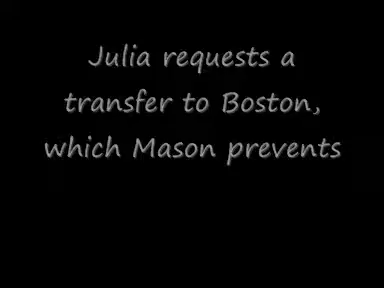 Julia requests a
transfer to Boston,
which Mason prevents